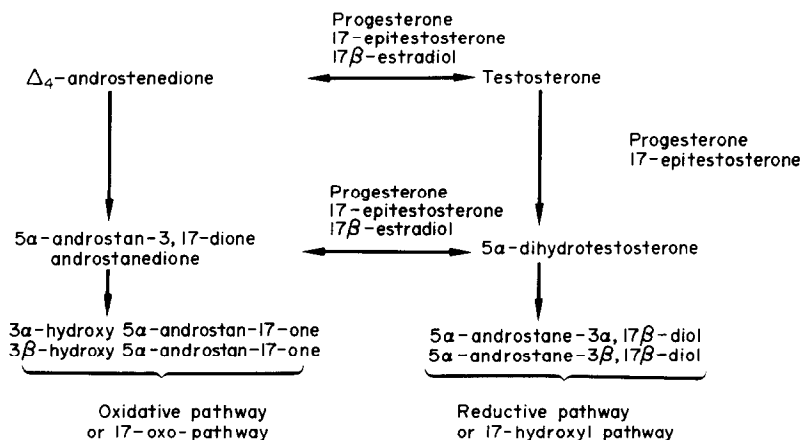 Progesterone
17-epitestosterone
17β-estradiol
Δ4-androstenedione
Testosterone
Progesterone
17-epitestosterone
Progesterone
17-epitestosterone
17β-estradiol
5α-androstan-3, 17-dione
androstanedione
5α-dihydrotestosterone
3α-hydroxy 5α-androstan-17-one
3β-hydroxy 5α-androstan-17-one
5α-androstane-3α, 17β-diol
5α-androstane-3β, 17β-diol
Oxidative pathway
or 17-oxo-pathway
Reductive pathway
or 17-hydroxyl pathway